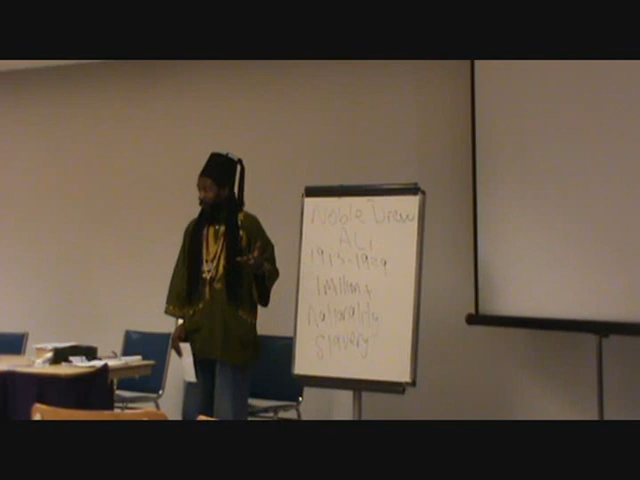 Noble Drew
ALI
1913-1929
1 Million +
Nationality
Slavery